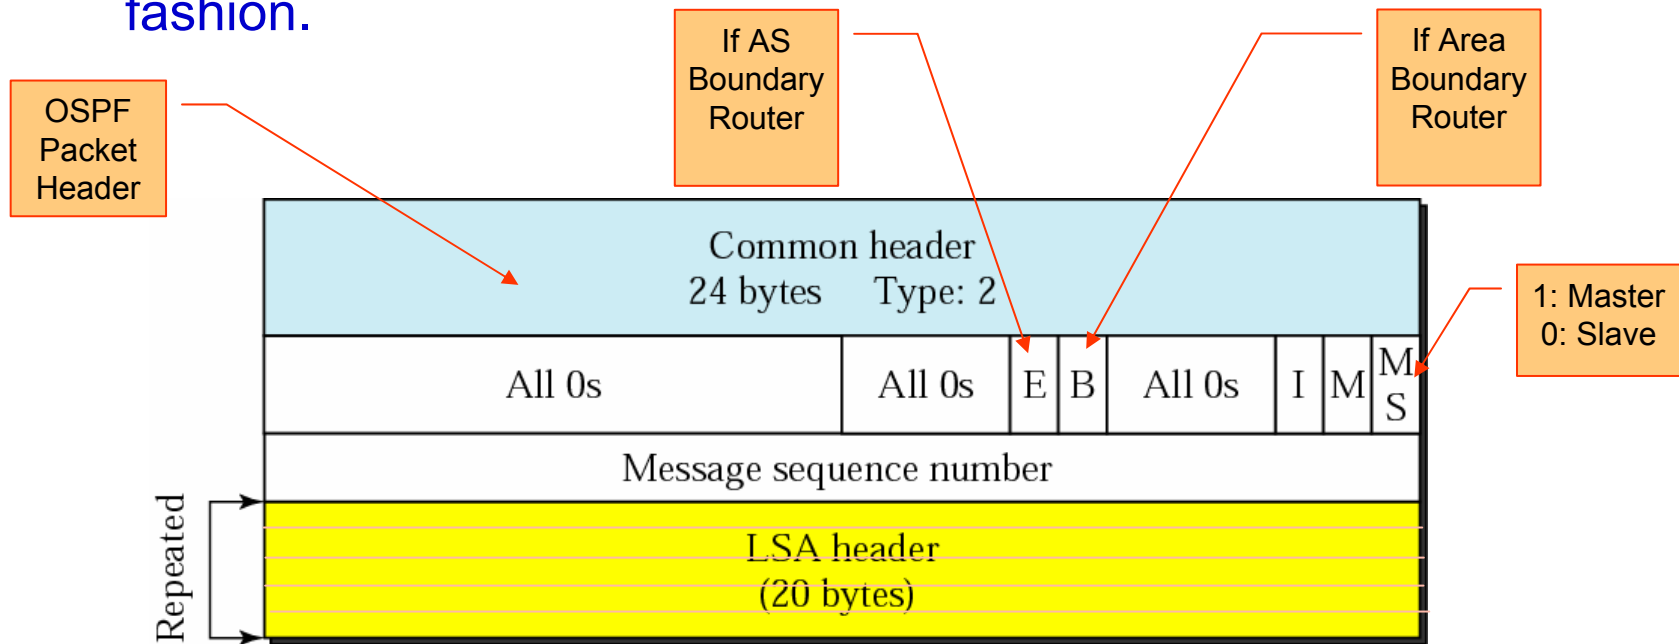 fashion.
If AS
Boundary
Router
If Area
Boundary
Router
OSPF
Packet
Header
Common header
24 bytes Type: 2
1: Master
0: Slave
All 0s All 0s E B All 0s I M M
S
Message sequence number
Repeated
LSA header
(20 bytes)